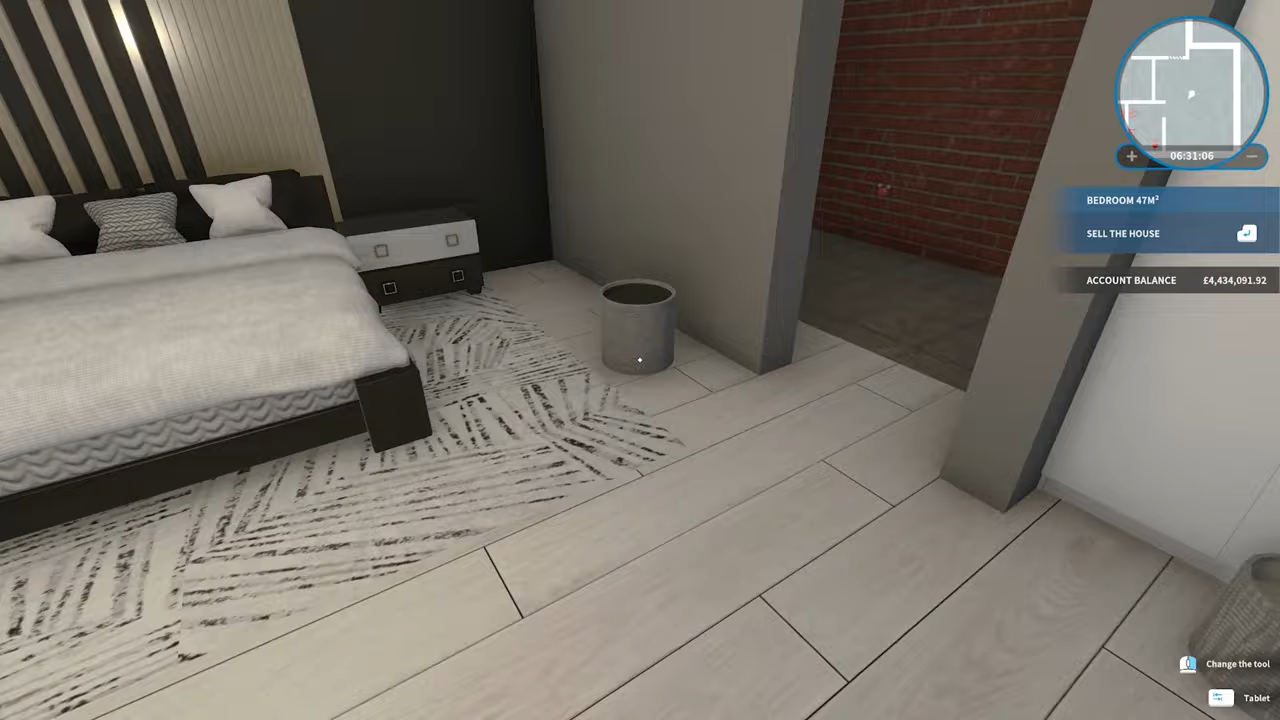 06:31:06
BEDROOM 47M²
SELL THE HOUSE
ACCOUNT BALANCE £4,434,091.92
Change the tool
Tablet